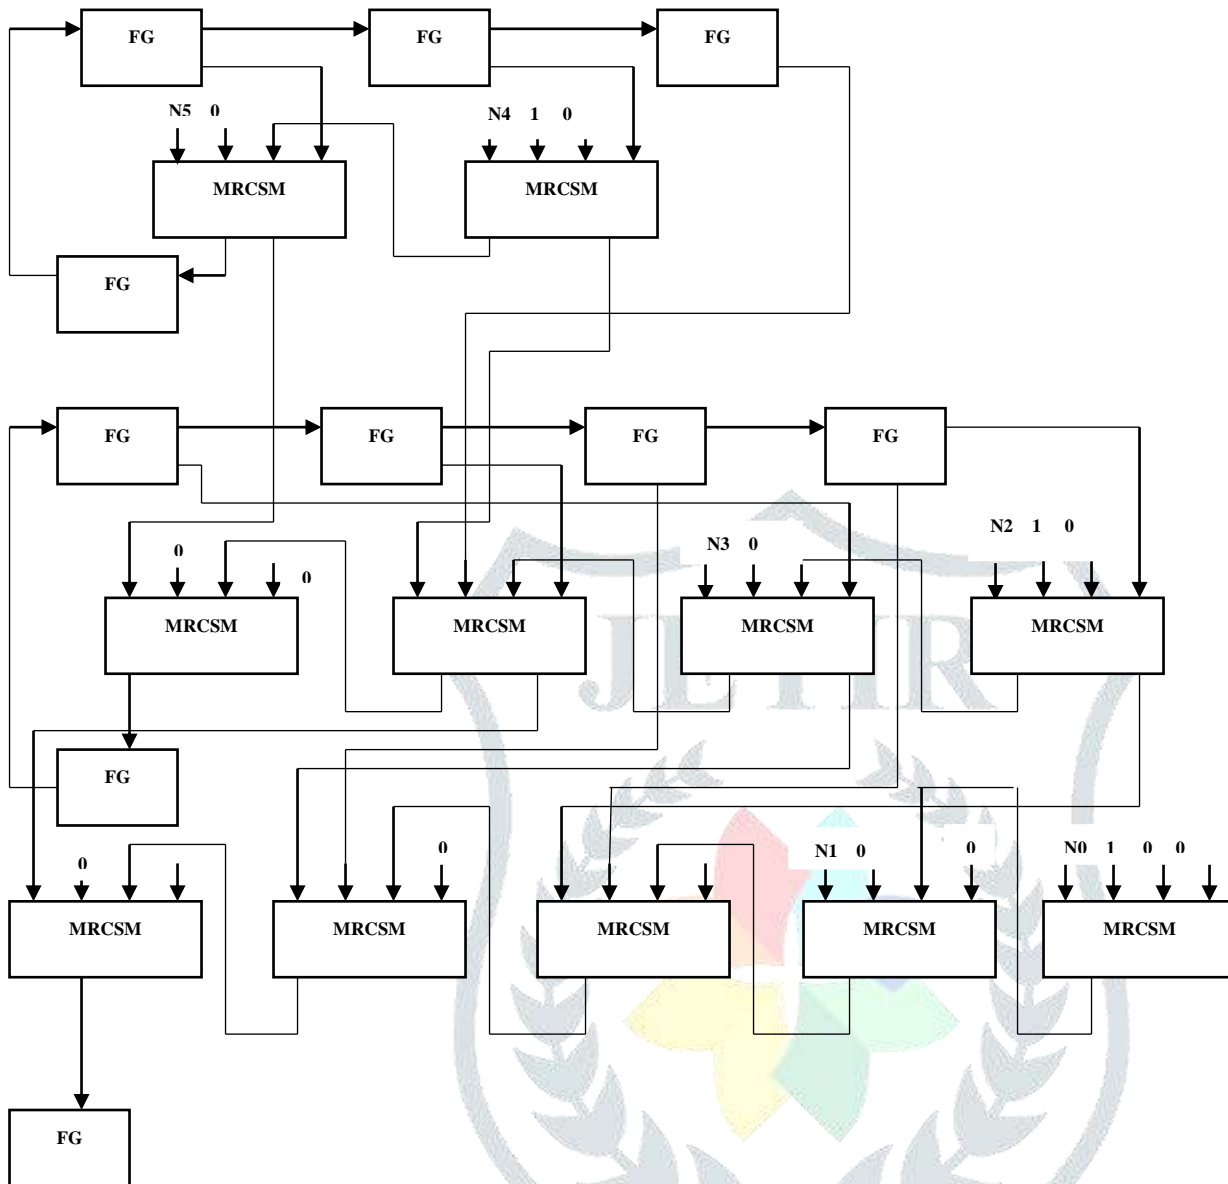 FG FG FG
N5 0 N4 1 0
MRCSM MRCSM
FG
FG FG FG FG
N2 1 0
N3 0
0
0
MRCSM MRCSM MRCSM MRCSM
JETIR
FG
0 0 N1 0 0 N0 1 0 0
MRCSM MRCSM MRCSM MRCSM MRCSM
FG